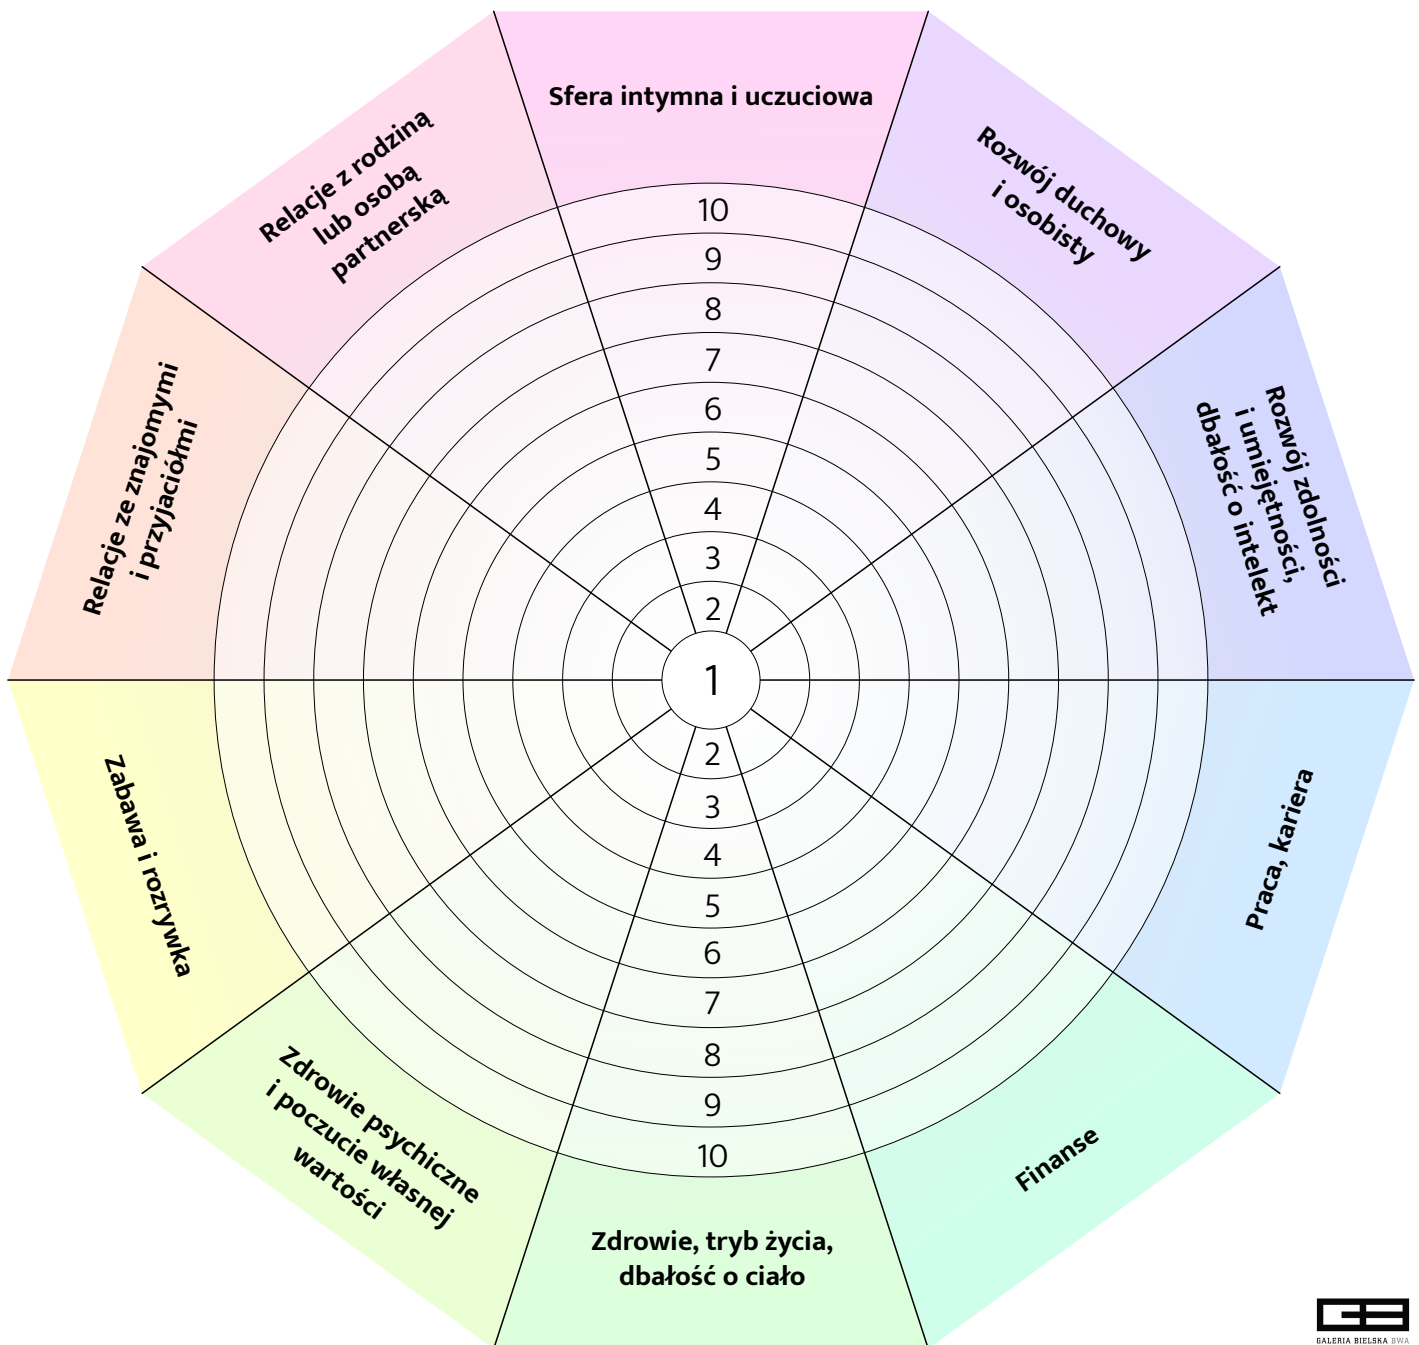 Sfera intymna i uczuciowa
Rozwój duchowy
i osobisty
Rozwój zdolności
i umiejętności,
dbałość o intelekt
Praca, kariera
Finanse
Zdrowie, tryb życia,
dbałość o ciało
Zdrowie psychiczne
i poczucie własnej
wartości
Zabawa i rozrywka
Relacje ze znajomymi
i przyjaciółmi
Relacje z rodziną
lub osobą
partnerską
10
9
8
7
6
5
4
3
2
1
2
3
4
5
6
7
8
9
10
GALERIA BIELSKA BWA